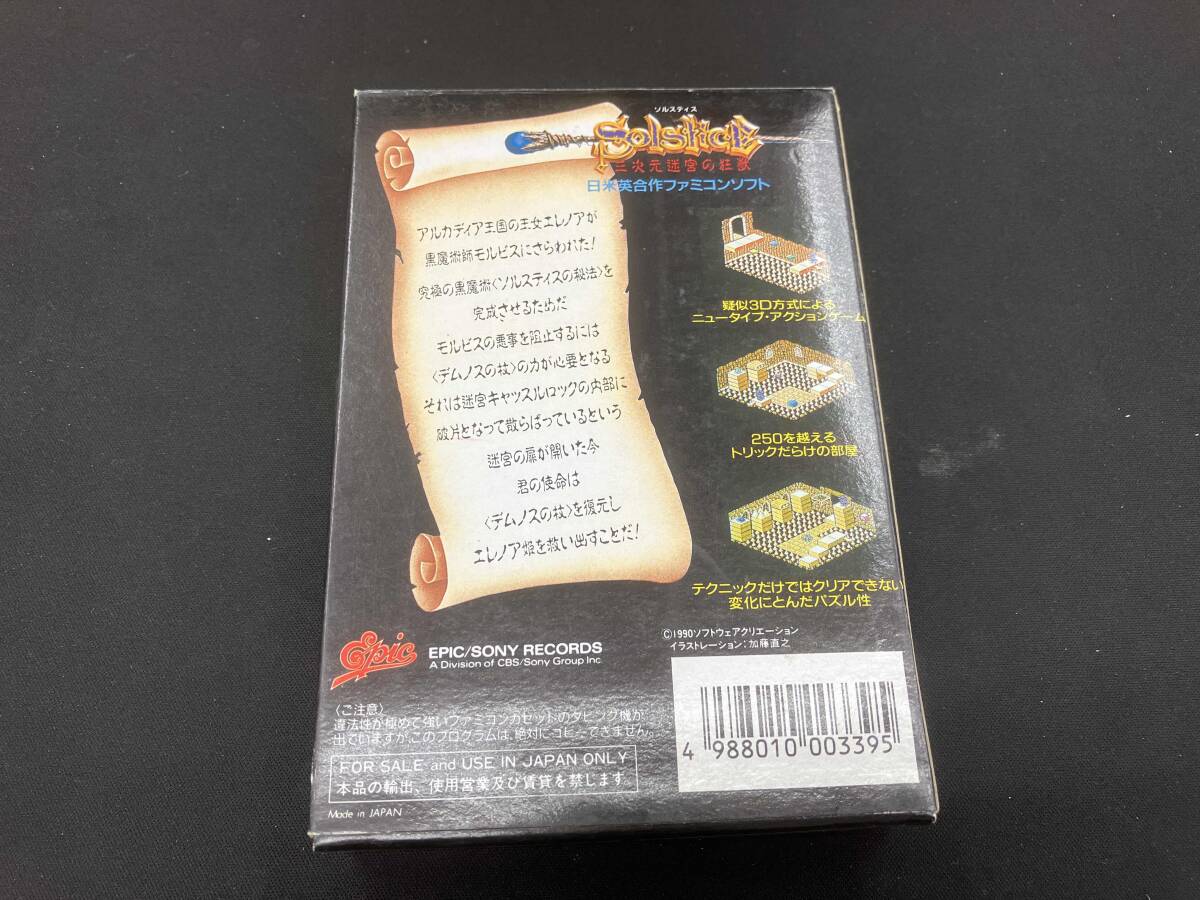 ソルスティス
Solstice
三次元迷宮の狂獣
日米英合作ファミコンソフト
アルカディア王国の王女エレノアが
黒魔術師モルビスにさらわれた!
究極の黒魔術〈ソルスティスの秘法〉を
完成させるためだ
モルビスの悪事を阻止するには
〈デムノスの杖〉の力が必要となる
それは迷宮キャッスルロックの内部に
破片となって散らばっているという
迷宮の扉が開いた今
君の使命は
〈デムノスの杖〉を復元し
エレノア姫を救い出すことだ!
疑似3D方式による
ニュータイプ・アクションゲーム
250を越える
トリックだらけの部屋
テクニックだけではクリアできない
変化にとんだパズル性
Epic
EPIC/SONY RECORDS
A Division of CBS/Sony Group Inc.
©1990ソフトウェアクリエーション
イラストレーション:加藤直之
〈ご注意〉
違法性が極めて強いファミコンカセットのダビング機が
出ていますが、このプログラムは、絶対にコピーできません。
FOR SALE and USE IN JAPAN ONLY
本品の輸出、使用営業及び賃貸を禁じます。
Made in JAPAN
4 988010 003395